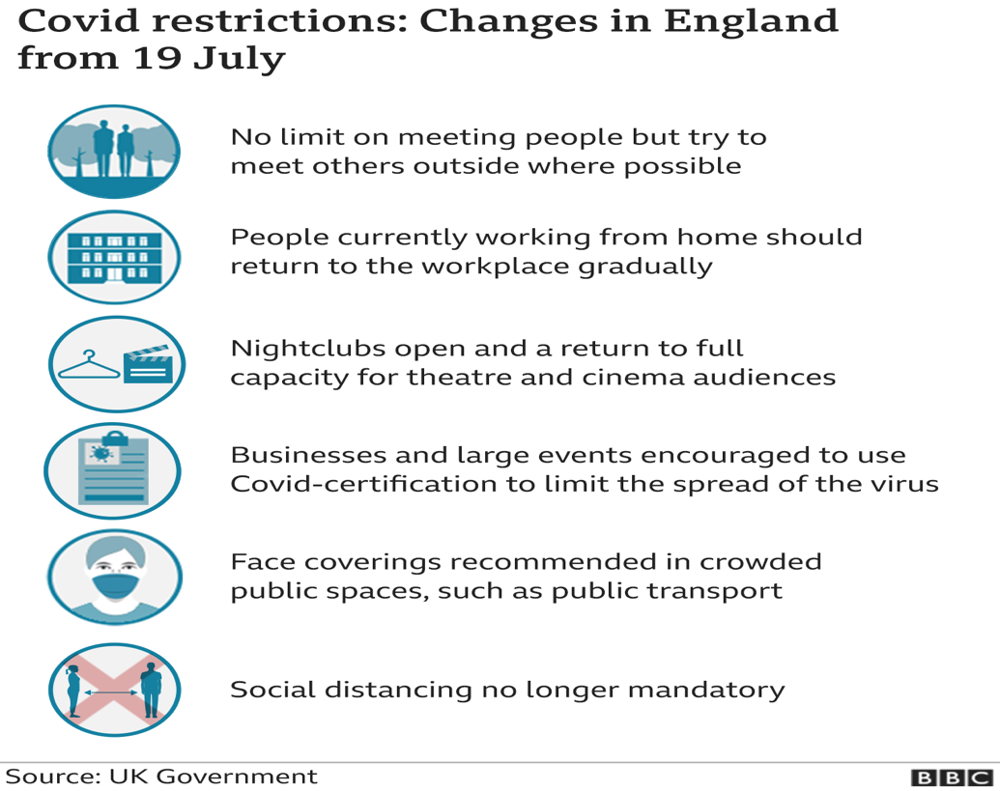 Covid restrictions: Changes in England
from 19 July
No limit on meeting people but try to
meet others outside where possible
People currently working from home should
return to the workplace gradually
Nightclubs open and a return to full
capacity for theatre and cinema audiences
Businesses and large events encouraged to use
Covid-certification to limit the spread of the virus
Face coverings recommended in crowded
public spaces, such as public transport
Social distancing no longer mandatory
Source: UK Government
BBC